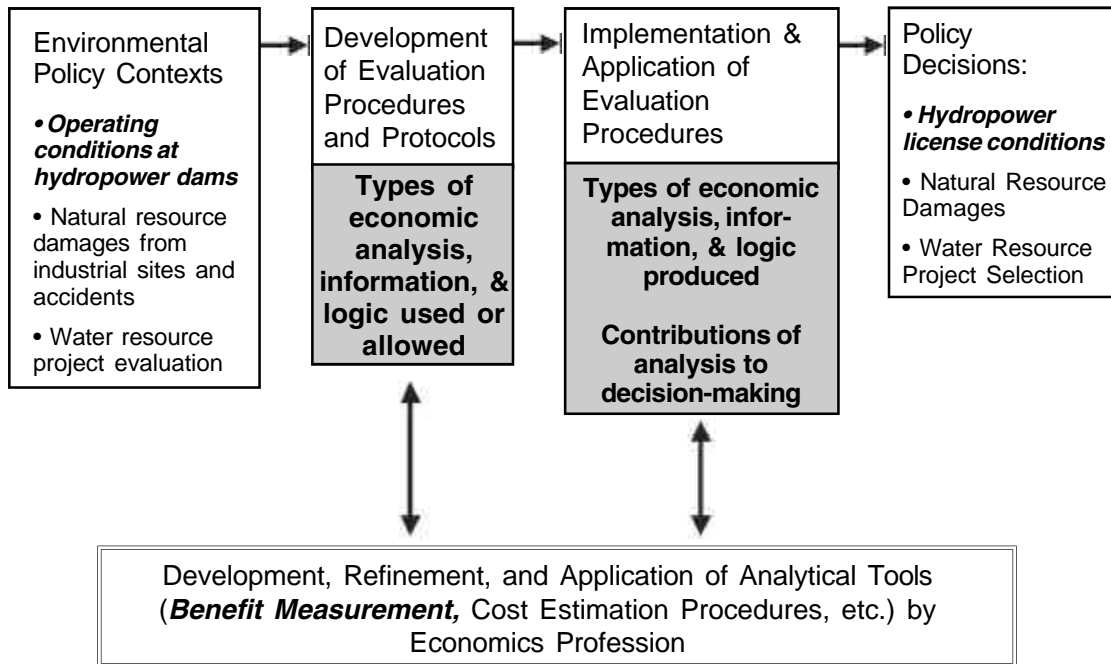 Environmental
Policy Contexts
• Operating
conditions at
hydropower dams
• Natural resource
damages from
industrial sites and
accidents
• Water resource
project evaluation
Development
of Evaluation
Procedures
and Protocols
Types of
economic
analysis,
information, &
logic used or
allowed
Implementation &
Application of
Evaluation
Procedures
Types of economic
analysis, infor-
mation, & logic
produced
Contributions of
analysis to
decision-making
Policy
Decisions:
• Hydropower
license conditions
• Natural Resource
Damages
• Water Resource
Project Selection
Development, Refinement, and Application of Analytical Tools
(Benefit Measurement, Cost Estimation Procedures, etc.) by
Economics Profession